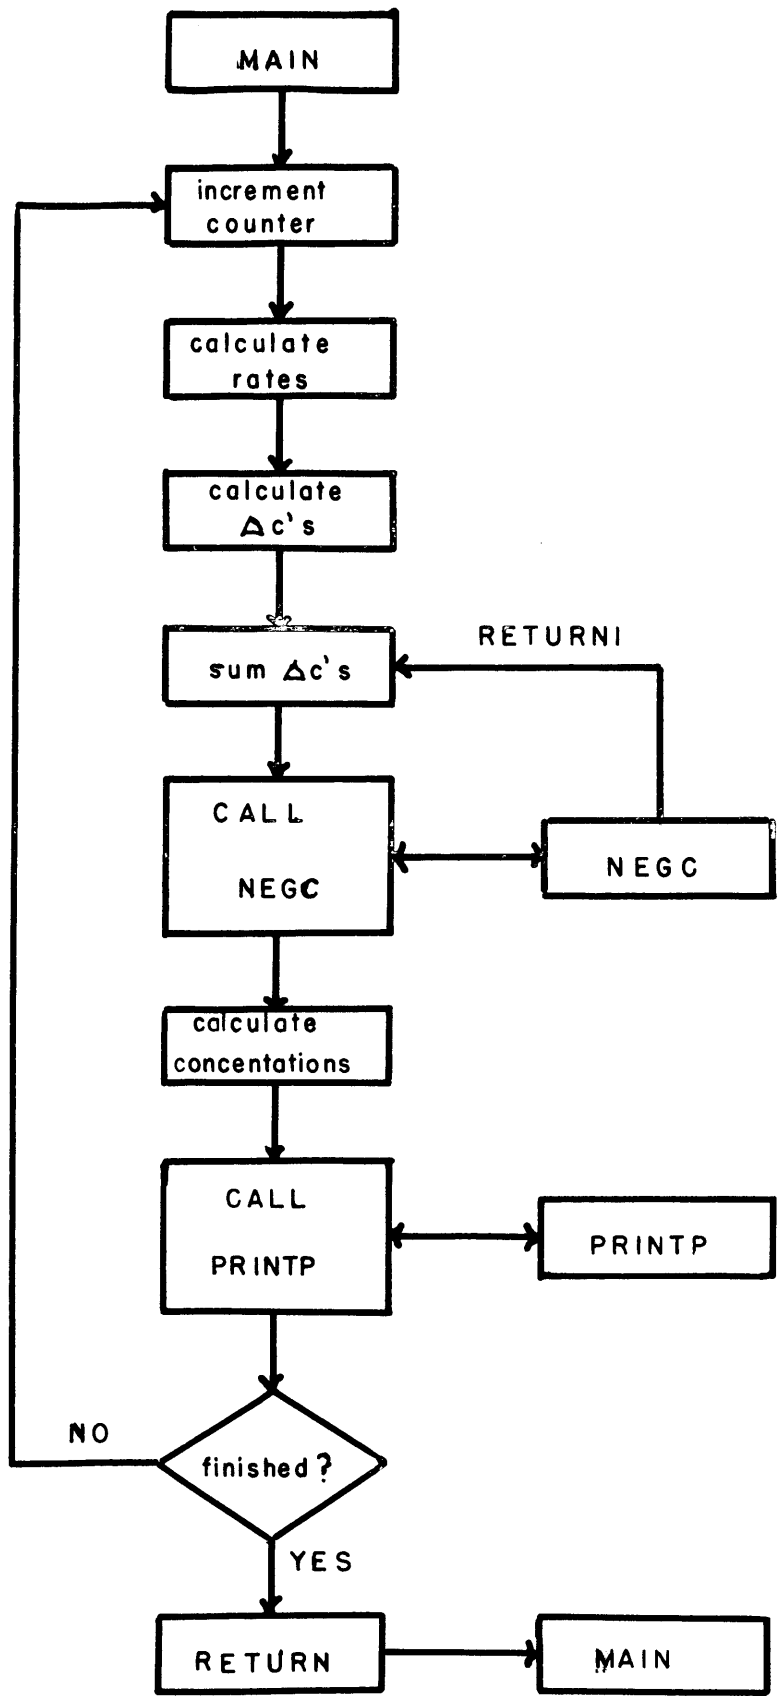 MAIN
increment
counter
calculate
rates
calculate
Δc's
RETURN1
sum Δc's
CALL
NEGC
NEGC
calculate
concentations
CALL
PRINTP
PRINTP
NO
finished?
YES
RETURN
MAIN